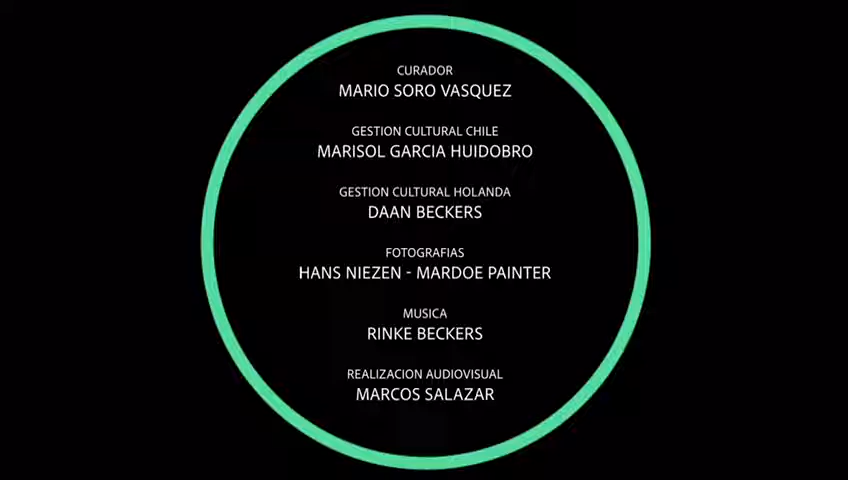 CURADOR
MARIO SORO VASQUEZ
GESTION CULTURAL CHILE
MARISOL GARCIA HUIDOBRO
GESTION CULTURAL HOLANDA
DAAN BECKERS
FOTOGRAFIAS
HANS NIEZEN - MARDOE PAINTER
MUSICA
RINKE BECKERS
REALIZACION AUDIOVISUAL
MARCOS SALAZAR